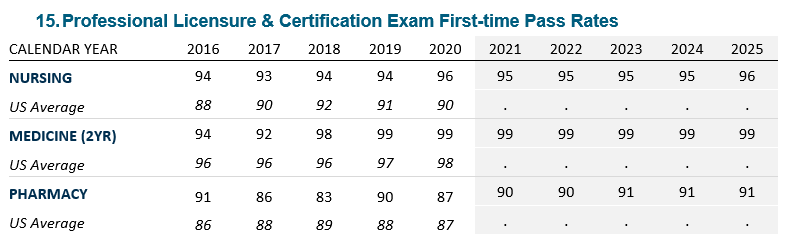 15. Professional Licensure & Certification Exam First-time Pass Rates
CALENDAR YEAR 2016 2017 2018 2019 2020 2021 2022 2023 2024 2025
NURSING 94 93 94 94 96 95 95 95 95 96
US Average 88 90 92 91 90 . . . . .
MEDICINE (2YR) 94 92 98 99 99 99 99 99 99 99
US Average 96 96 96 97 98 . . . . .
PHARMACY 91 86 83 90 87 90 90 91 91 91
US Average 86 88 89 88 87 . . . . .